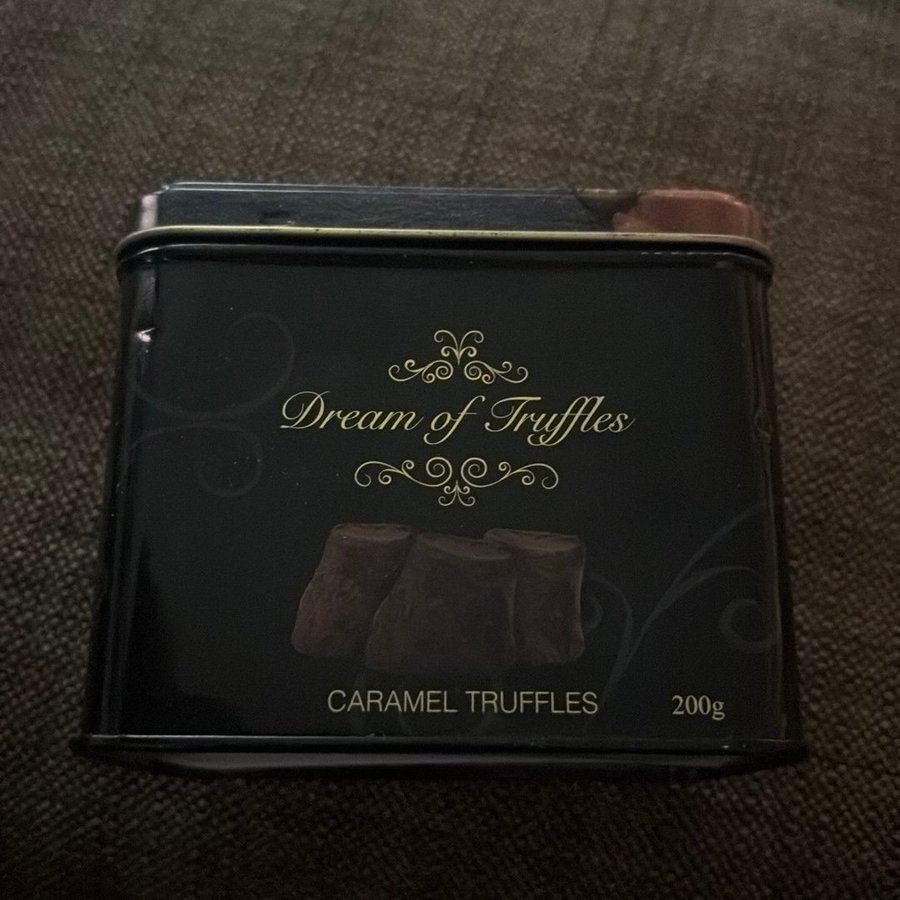 Dream of Truffles
CARAMEL TRUFFLES
200g